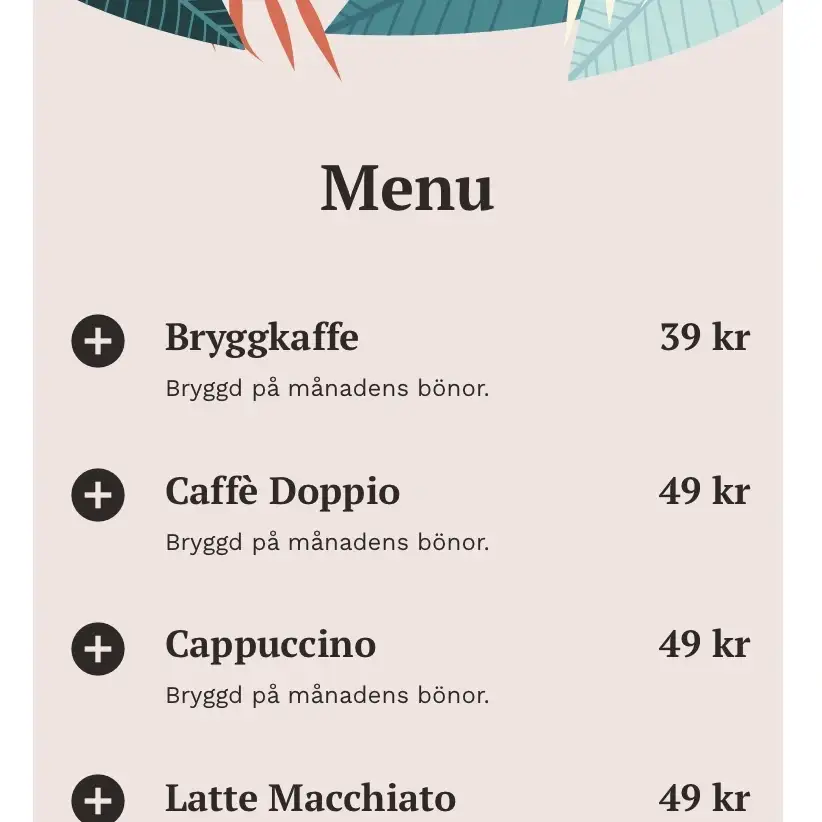 Menu
Bryggkaffe 39 kr
Bryggd på månadens bönor.
Caffè Doppio 49 kr
Bryggd på månadens bönor.
Cappuccino 49 kr
Bryggd på månadens bönor.
Latte Macchiato 49 kr